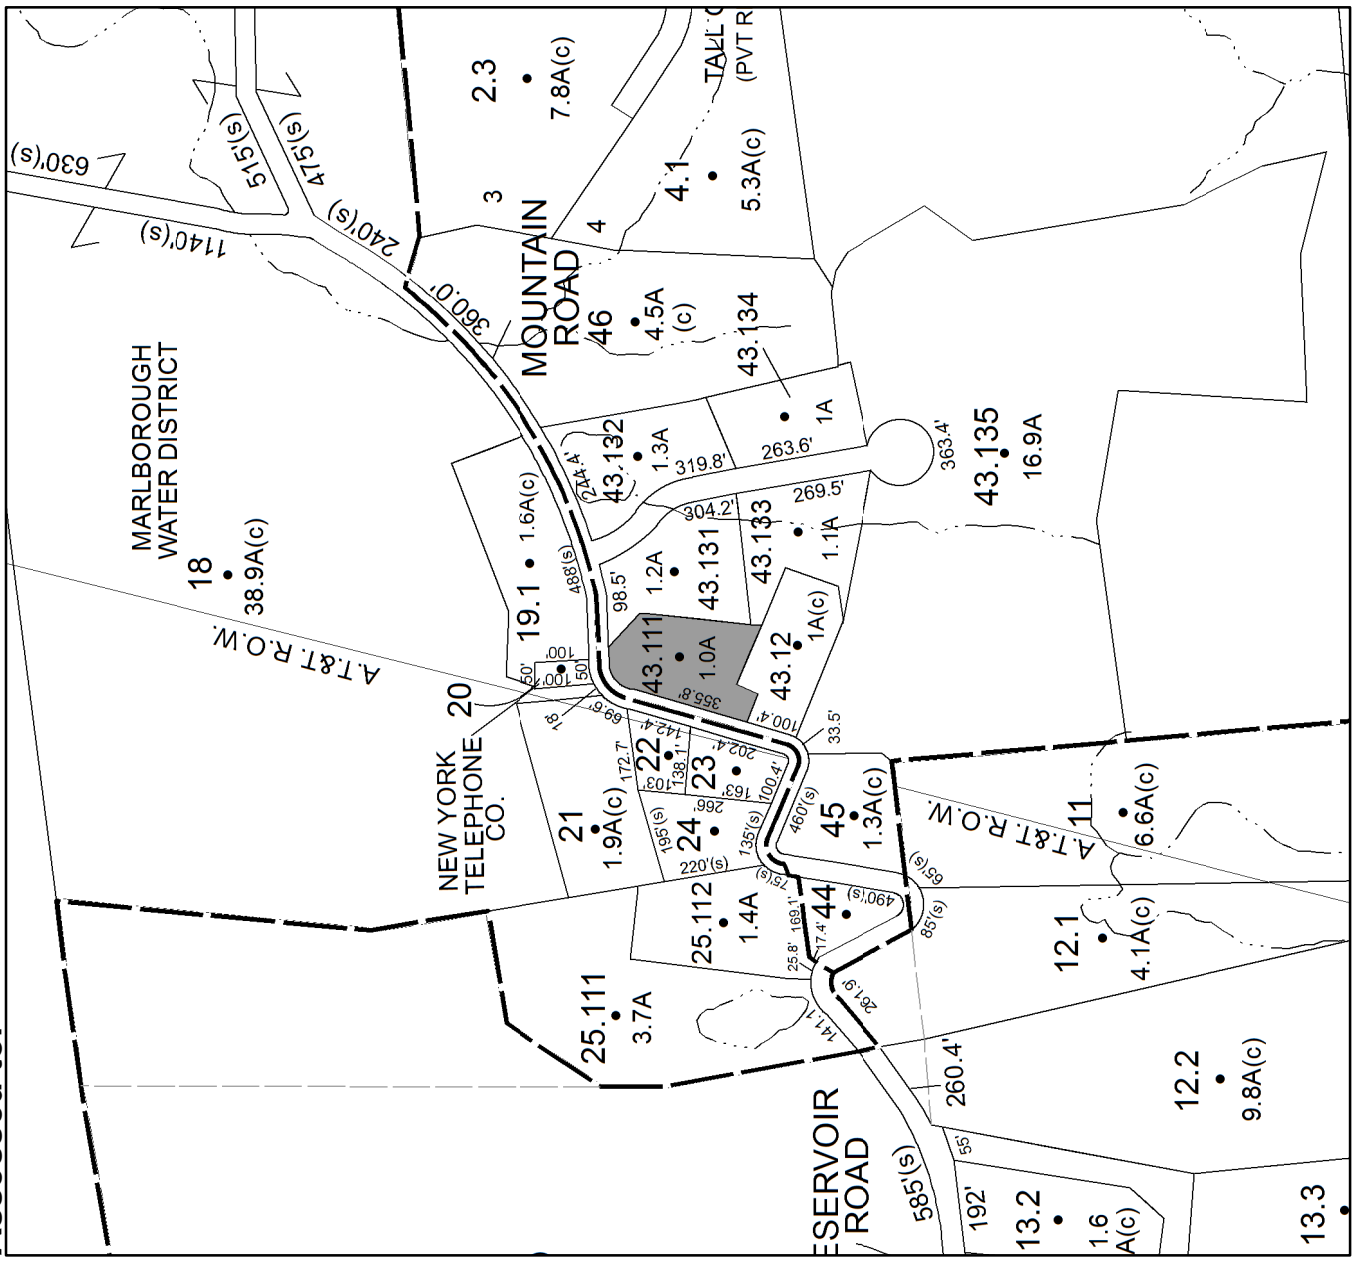 630'(s)
1140'(s)
515'(s)
475'(s)
240'(s)
360.0'
2.3
7.8A(c)
TALL
(PVT R
3
4
4.1
5.3A(c)
MOUNTAIN
ROAD
46
4.5A
(c)
MARLBOROUGH
WATER DISTRICT
18
38.9A(c)
A.T.&T. R.O.W.
43.134
1A
43.132
1.3A
244.4'
319.8'
263.6'
363.4'
43.135
16.9A
304.2'
269.5'
43.133
1.1A
43.131
1.2A
98.5'
19.1
1.6A(c)
488'(s)
43.111
1.0A
355.8'
43.12
1A(c)
100.4'
33.5'
50'
100'
100'
50'
20
NEW YORK
TELEPHONE
CO.
18
69.6'
142.4'
22
172.7'
103'
138.1'
23
202.4'
163'
100.4'
21
1.9A(c)
195'(s)
24
266'
135'(s)
220'(s)
460'(s)
45
1.3A(c)
A.T.&T. R.O.W.
11
6.6A(c)
65'(s)
85'(s)
75'(s)
490'(s)
44
169.1'
17.4'
25.8'
25.112
1.4A
25.111
3.7A
141.1'
261.9'
12.1
4.1A(c)
12.2
9.8A(c)
260.4'
55'
ESERVOIR
ROAD
585'(s)
192'
13.2
1.6
A(c)
13.3